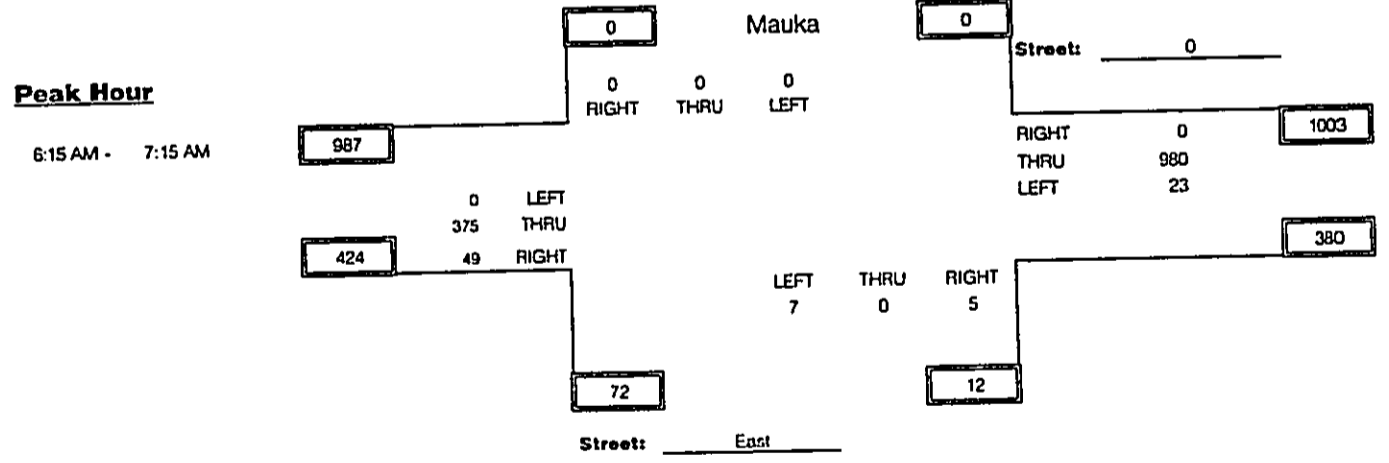 0 Mauka 0
Street: 0
Peak Hour
0 0 0
RIGHT THRU LEFT
6:15 AM - 7:15 AM
987
RIGHT 0
1003
THRU 980
LEFT 23
0 LEFT
375 THRU
424
49 RIGHT
380
LEFT THRU RIGHT
7 0 5
72
12
Street: East